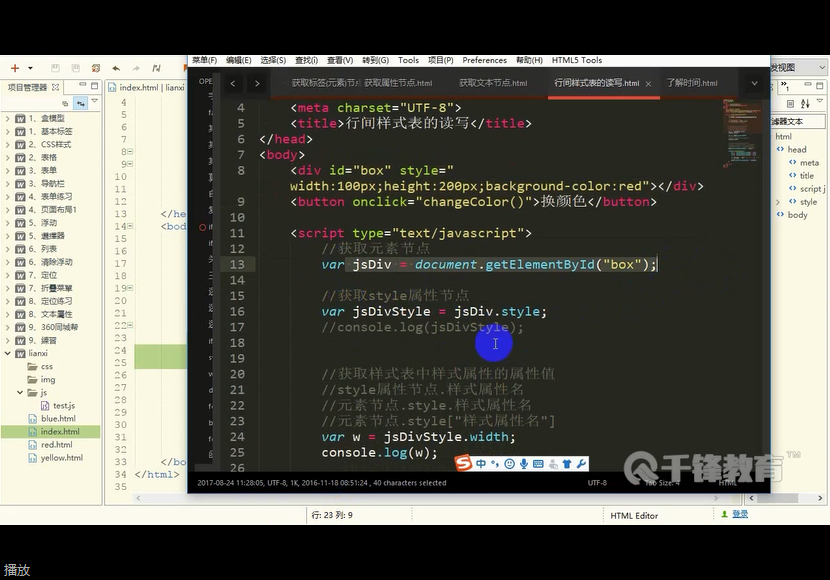 菜单(F) 编辑(E) 选择(S) 查找(I) 查看(V) 转到(G) Tools 项目(P) Preferences 帮助(H) HTML5 Tools
项目管理器
index.html | lianxi
获取标签(元素)节点 获取属性节点.html 获取文本节点.html 行间样式表的读写.html 了解时间.html
1、盒模型
1、基本标签
2、CSS样式
2、表格
3、表单
3、导航栏
4、表单练习
4、页面布局1
5、浮动
5、選擇器
6、列表
6、清除浮动
7、定位
7、折疊菜單
8、定位练习
8、文本属性
9、360同城帮
9、練習
lianxi
css
img
js
test.js
blue.html
index.html
red.html
yellow.html
4 <meta charset="UTF-8">
5 <title>行间样式表的读写</title>
6 </head>
7 <body>
8 <div id="box" style="
width:100px;height:200px;background-color:red"></div>
9 <button onclick="changeColor()">换颜色</button>
10
11 <script type="text/javascript">
12 //获取元素节点
13 var jsDiv = document.getElementById("box");
14
15 //获取style属性节点
16 var jsDivStyle = jsDiv.style;
17 //console.log(jsDivStyle);
18
19
20 //获取样式表中样式属性的属性值
21 //style属性节点.样式属性名
22 //元素节点.style.样式属性名
23 //元素节点.style["样式属性名"]
24 var w = jsDivStyle.width;
25 console.log(w);
26
</html>
html
head
meta
title
script
style
body
中
千锋教育 TM
2017-08-24 11:28:05, UTF-8, 1K, 2016-11-18 08:51:24 , 40 characters selected UTF-8 Tab Size: 4 HTML
行: 23 列: 9 HTML Editor 登录
播放